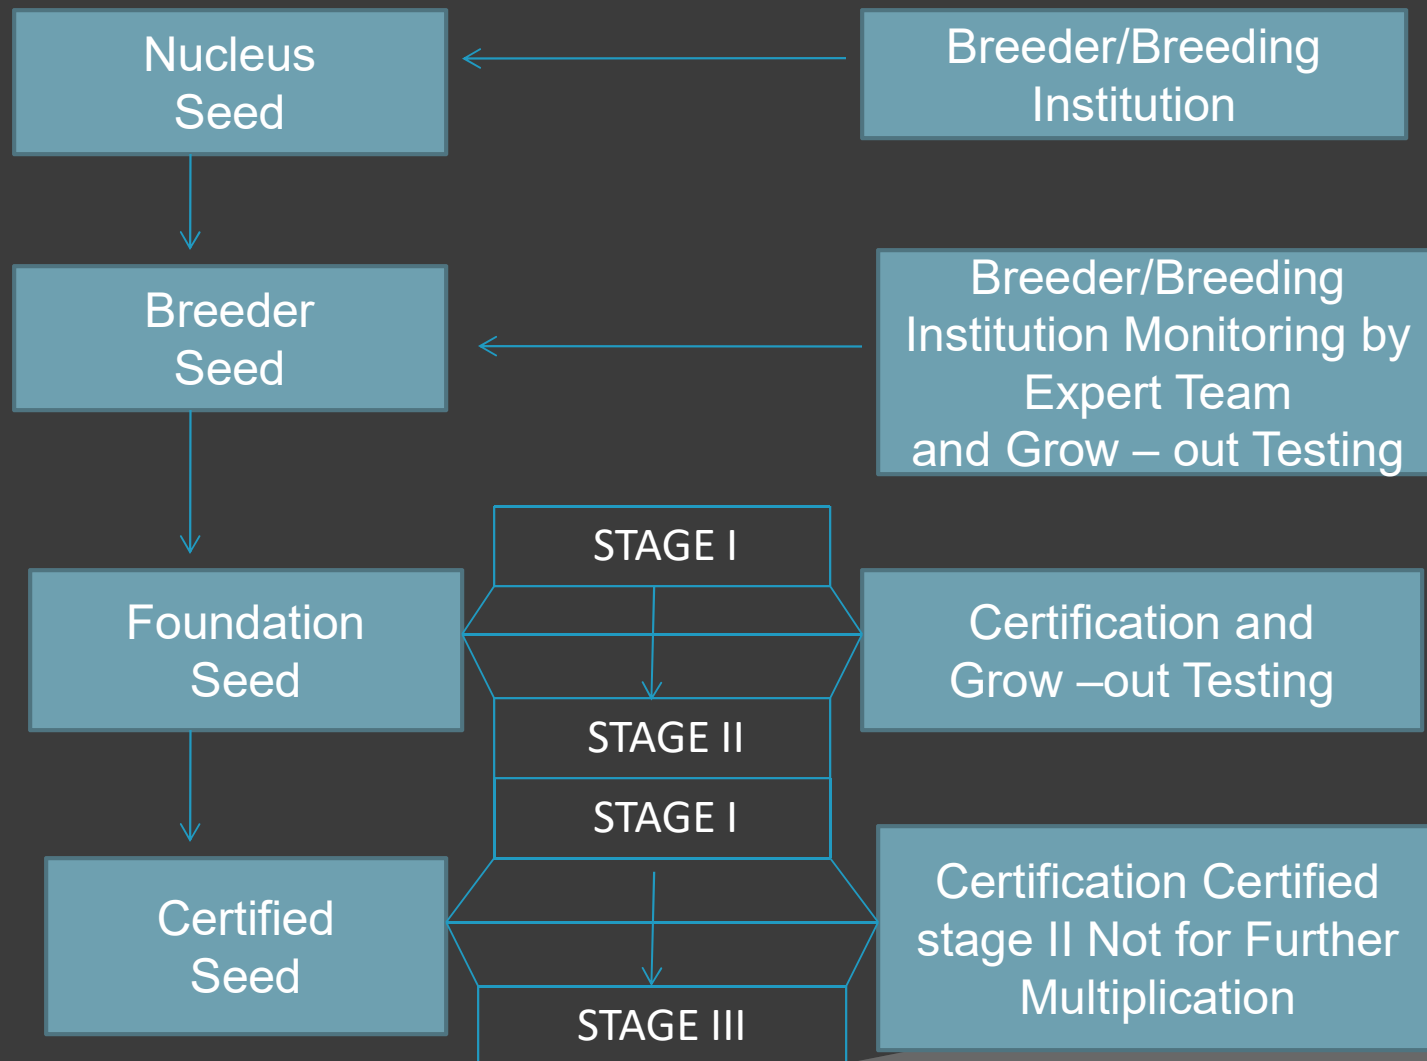 Nucleus
Seed
Breeder/Breeding
Institution
Breeder
Seed
Breeder/Breeding
Institution Monitoring by
Expert Team
and Grow – out Testing
STAGE I
Foundation
Seed
Certification and
Grow –out Testing
STAGE II
STAGE I
Certified
Seed
Certification Certified
stage II Not for Further
Multiplication
STAGE III